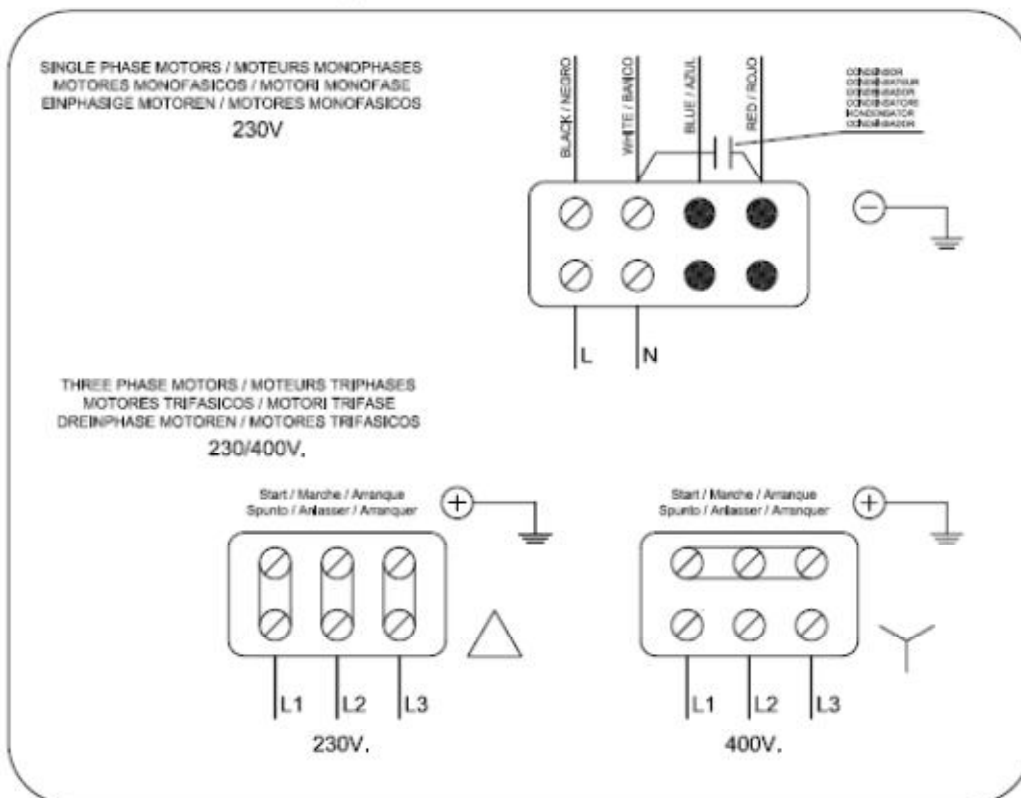 SINGLE PHASE MOTORS / MOTEURS MONOPHASES
MOTORES MONOFASICOS / MOTORI MONOFASE
EINPHASIGE MOTOREN / MOTORES MONOFASICOS
230V
BLACK / NEGRO
WHITE / BANCO
BLUE / AZUL
RED / ROJO
CONDENSOR
CONDENSATEUR
CONDENSADOR
CONDENSATORE
KONDENSATOR
CONDENSADOR
L
N
THREE PHASE MOTORS / MOTEURS TRIPHASES
MOTORES TRIFASICOS / MOTORI TRIFASE
DREINPHASE MOTOREN / MOTORES TRIFASICOS
230/400V.
Start / Marche / Arranque
Spunto / Anlasser / Arranquer
L1 L2 L3
230V.
Start / Marche / Arranque
Spunto / Anlasser / Arranquer
L1 L2 L3
400V.